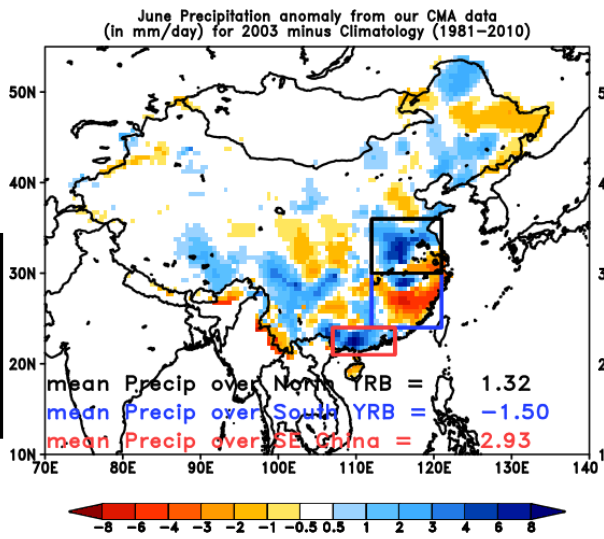 June Precipitation anomaly from our CMA data
(in mm/day) for 2003 minus Climatology (1981-2010)
50N
40N
30N
20N
10N
mean Precip over North YRB = 1.32
mean Precip over South YRB = -1.50
mean Precip over SE China = 2.93
70E 80E 90E 100E 110E 120E 130E 140
-8 -6 -4 -3 -2 -1 -0.5 0.5 1 2 3 4 6 8